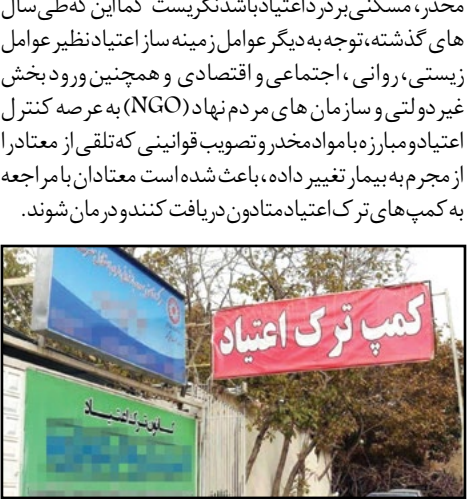 مخدر، مسکنی بر درد اعتیاد باشد نگریست کما این که طی سال
های گذشته، توجه به دیگر عوامل زمینه ساز اعتیاد نظیر عوامل
زیستی، روانی ، اجتماعی و اقتصادی و همچنین ورود بخش
غیر دولتی و سازمان های مردم نهاد (NGO) به عرصه کنترل
اعتیاد و مبارزه با مواد مخدر و تصویب قوانینی که تلقی از معتاد را
از مجرم به بیمار تغییر داده، باعث شده است معتادان با مراجعه
به کمپ های ترک اعتیاد متادون دریافت کنند و درمان شوند.
کمپ ترک اعتیاد
کانون ترک اعتیاد